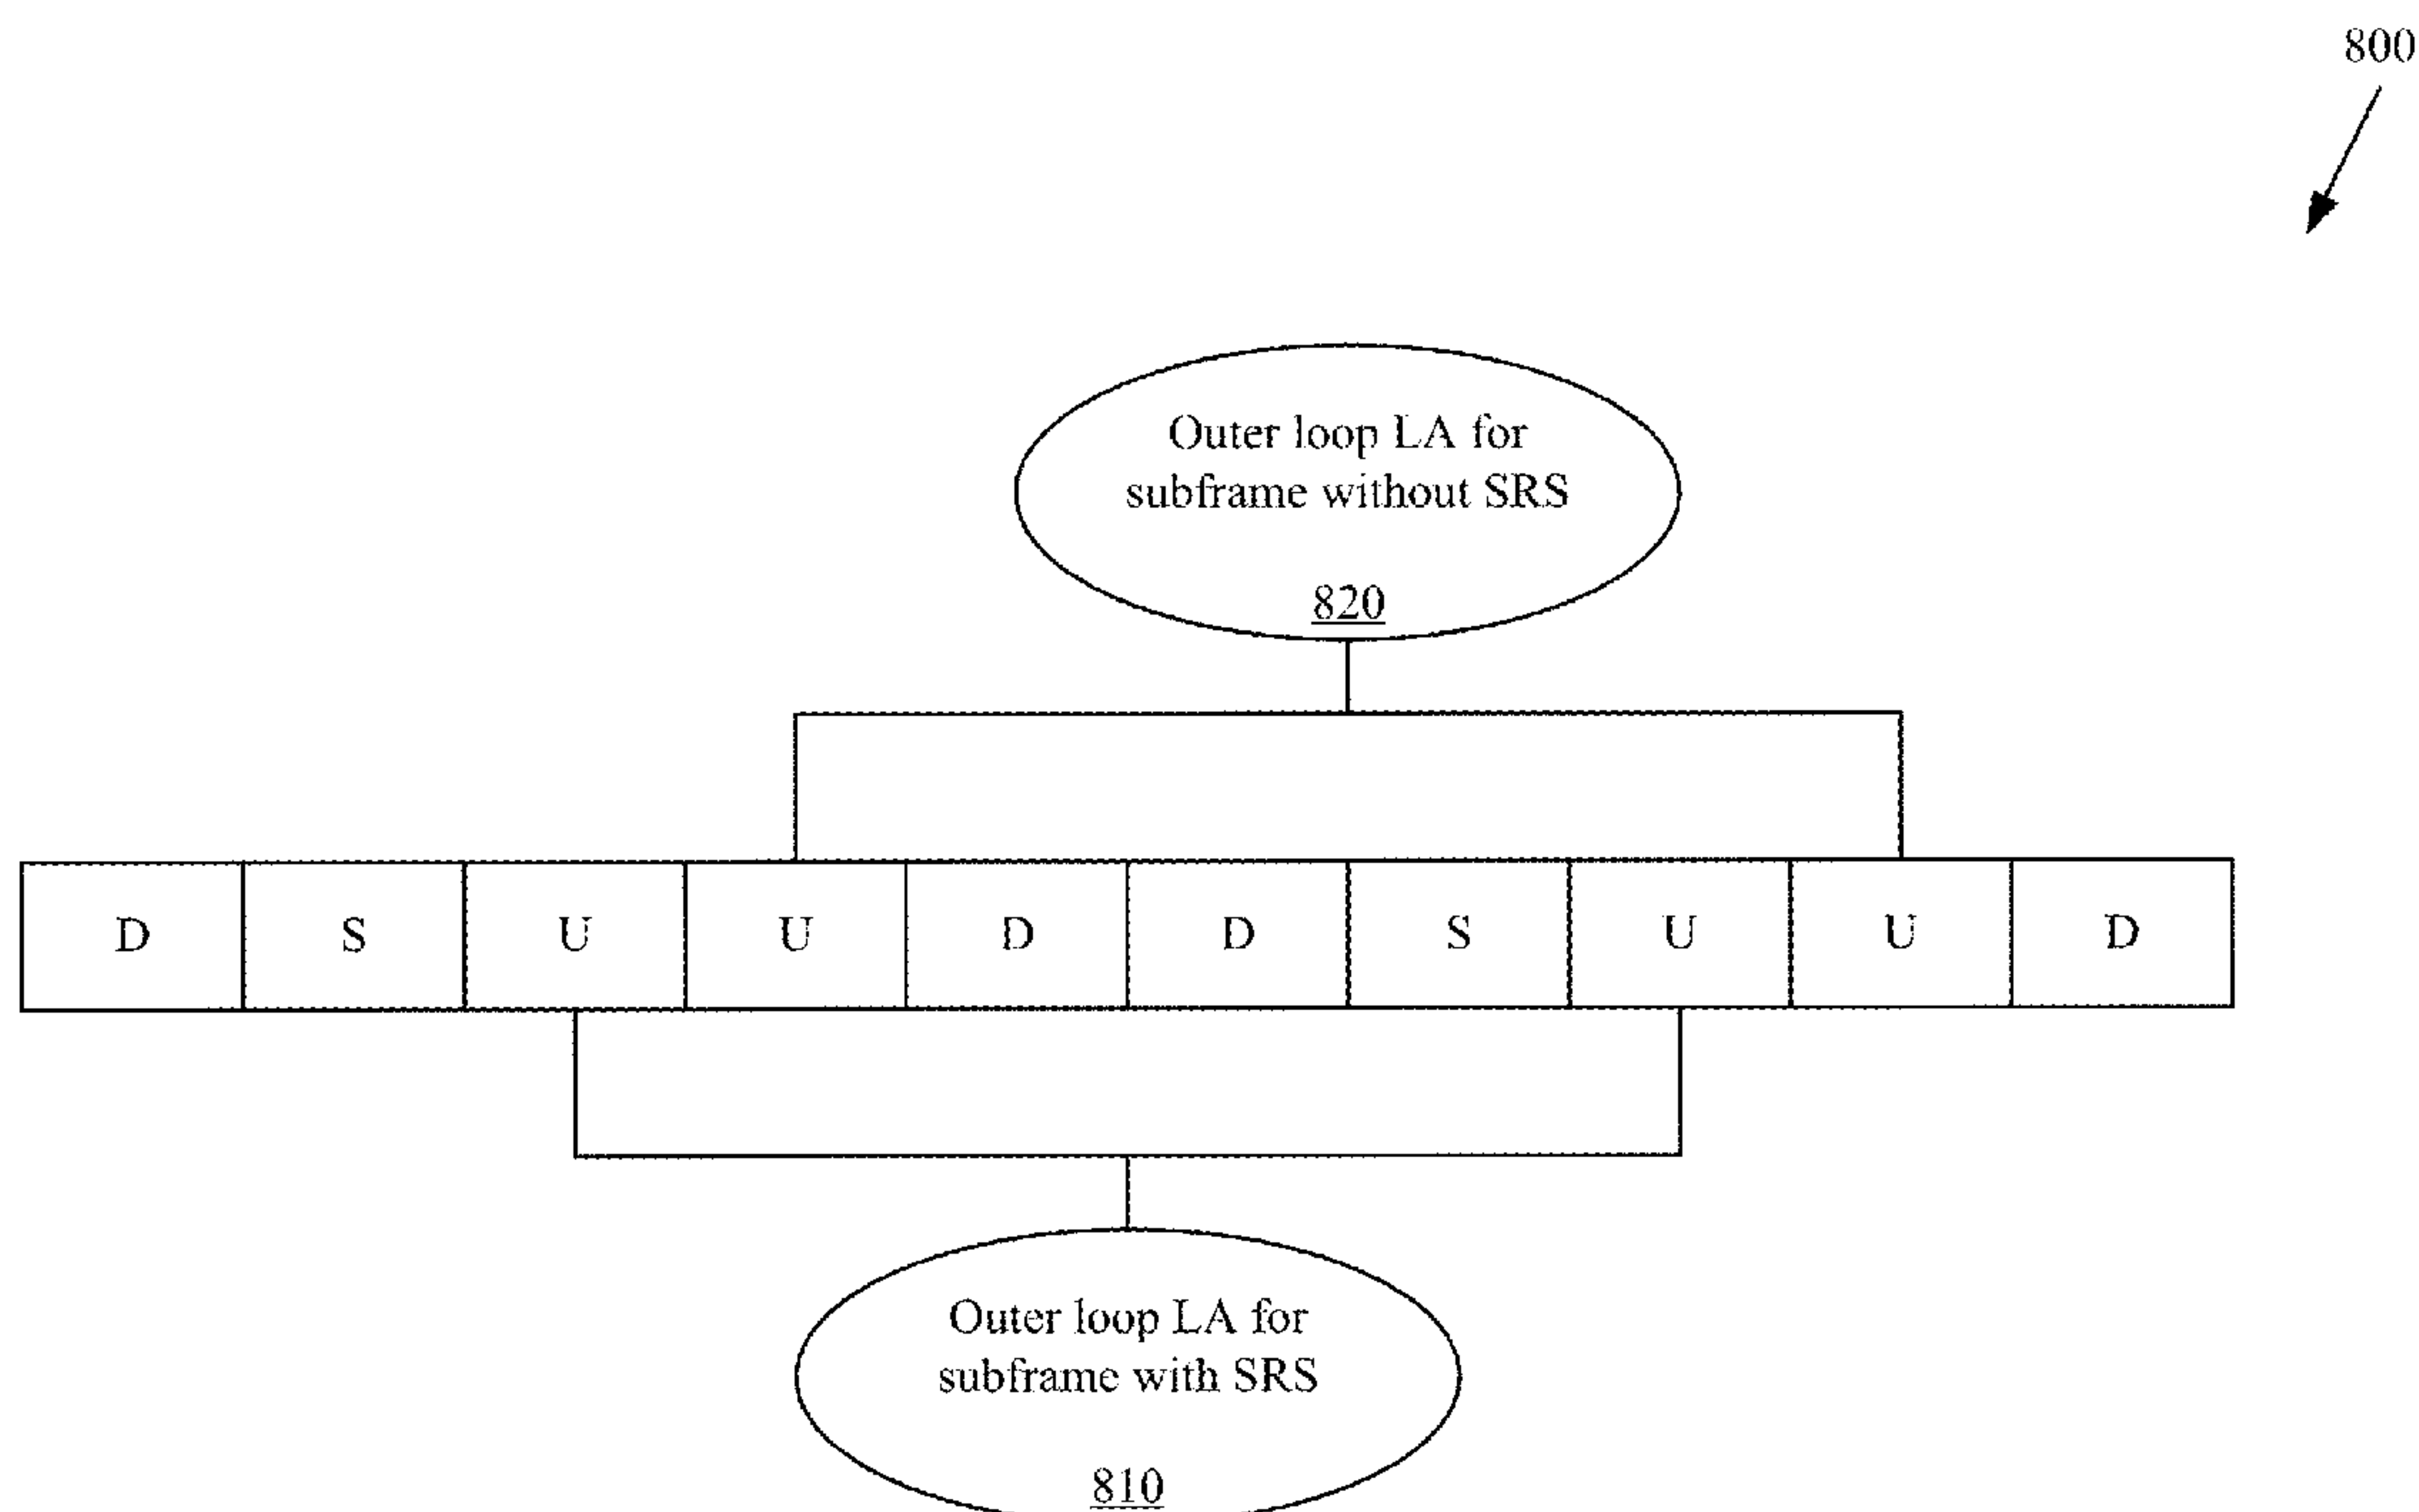 800
Outer loop LA for
subframe without SRS
820
D S U U D D S U U D
Outer loop LA for
subframe with SRS
810